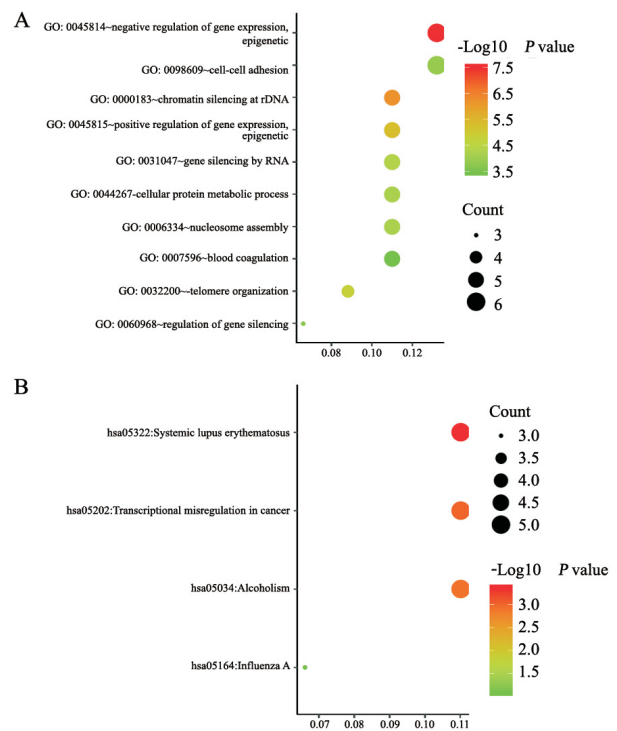 A
GO: 0045814~negative regulation of gene expression,
epigenetic
GO: 0098609~cell-cell adhesion
GO: 0000183~chromatin silencing at rDNA
GO: 0045815~positive regulation of gene expression,
epigenetic
GO: 0031047~gene silencing by RNA
GO: 0044267-cellular protein metabolic process
GO: 0006334~nucleosome assembly
GO: 0007596~blood coagulation
GO: 0032200~-telomere organization
GO: 0060968~regulation of gene silencing
0.08 0.10 0.12
-Log10 P value
7.5
6.5
5.5
4.5
3.5
Count
3
4
5
6
B
hsa05322:Systemic lupus erythematosus
hsa05202:Transcriptional misregulation in cancer
hsa05034:Alcoholism
hsa05164:Influenza A
0.07 0.08 0.09 0.10 0.11
Count
3.0
3.5
4.0
4.5
5.0
-Log10 P value
3.0
2.5
2.0
1.5